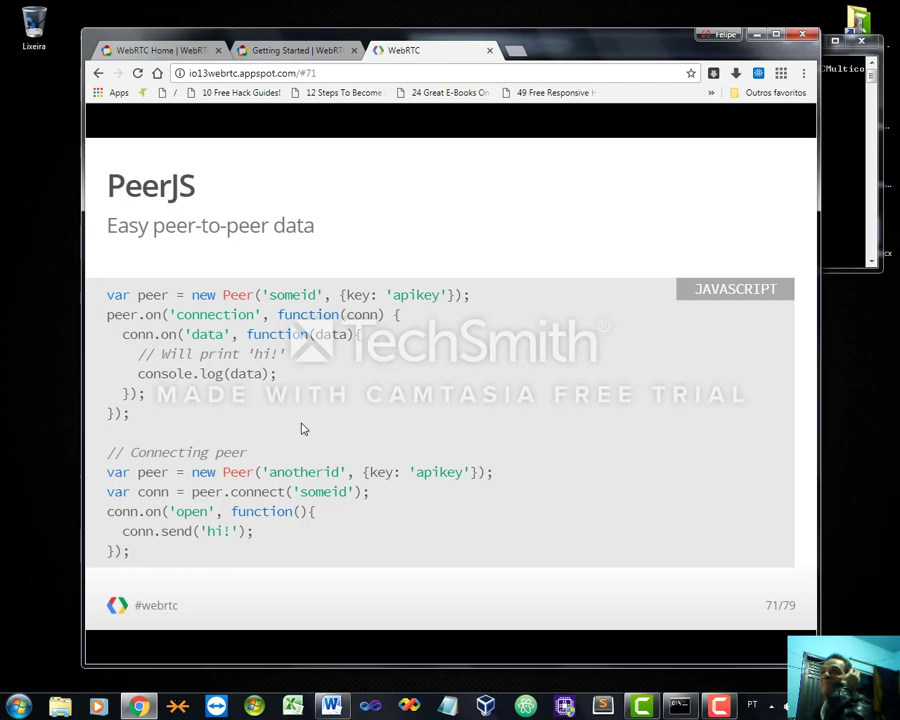 Lixeira
WebRTC Home | WebRT
Getting Started | WebRT
WebRTC
Felipe
io13webrtc.appspot.com/#71
Apps
/
10 Free Hack Guides!
12 Steps To Become
24 Great E-Books On
49 Free Responsive H
»
Outros favoritos
CMultico
PeerJS
Easy peer-to-peer data
JAVASCRIPT
var peer = new Peer('someid', {key: 'apikey'});
peer.on('connection', function(conn) {
conn.on('data', function(data){
// Will print 'hi!'
console.log(data);
});
});
// Connecting peer
var peer = new Peer('anotherid', {key: 'apikey'});
var conn = peer.connect('someid');
conn.on('open', function(){
conn.send('hi!');
});
TechSmith®
MADE WITH CAMTASIA FREE TRIAL
#webrtc
71/79
cx
PT